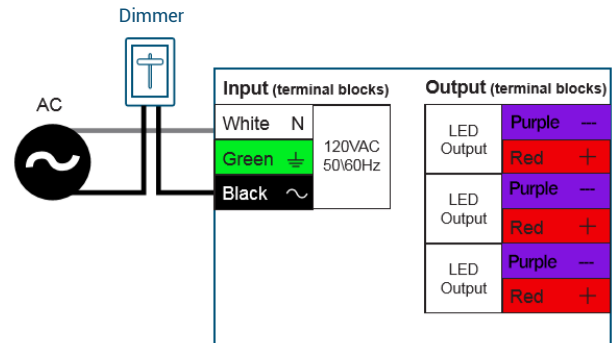 Dimmer
AC
Input (terminal blocks)
White N
Green
Black
120VAC
50\60Hz
Output (terminal blocks)
LED
Output
Purple —
Red +
LED
Output
Purple —
Red +
LED
Output
Purple —
Red +